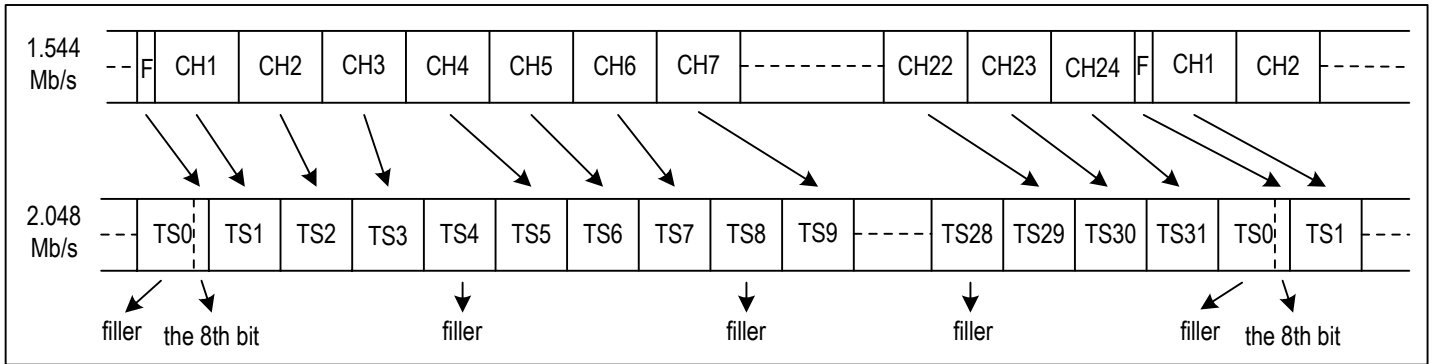 1.544
Mb/s
F CH1 CH2 CH3 CH4 CH5 CH6 CH7 CH22 CH23 CH24 F CH1 CH2
2.048
Mb/s
TS0 TS1 TS2 TS3 TS4 TS5 TS6 TS7 TS8 TS9 TS28 TS29 TS30 TS31 TS0 TS1
filler the 8th bit filler filler filler filler the 8th bit